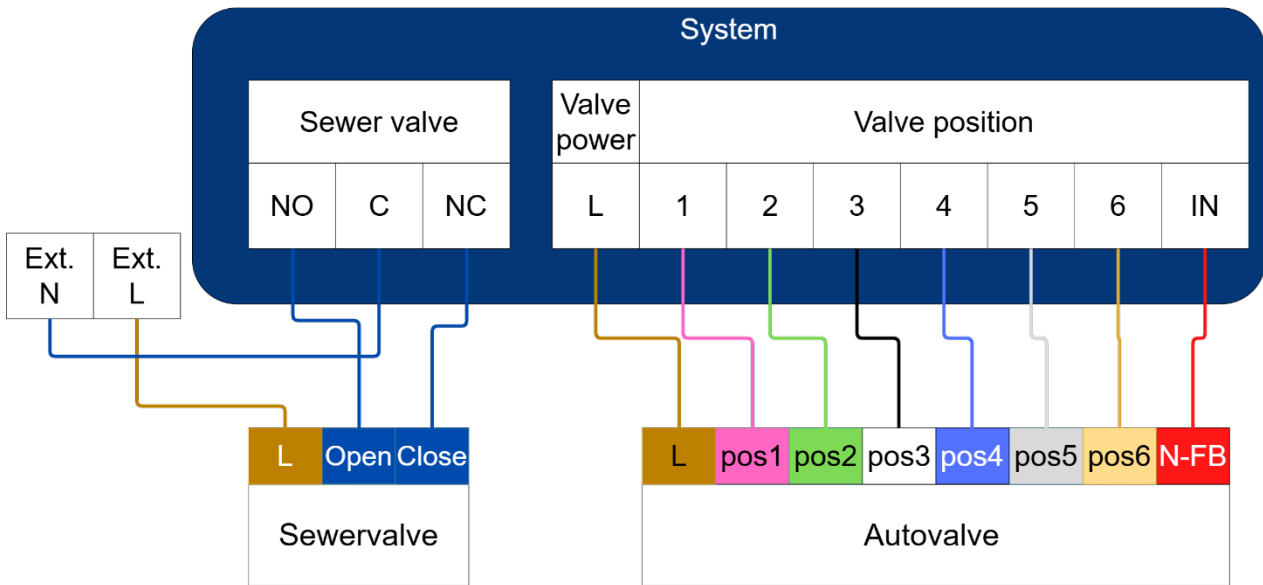 System
Sewer valve
Valve
power
Valve position
NO C NC
L 1 2 3 4 5 6 IN
Ext.
N
Ext.
L
L Open Close
Sewervalve
L pos1 pos2 pos3 pos4 pos5 pos6 N-FB
Autovalve